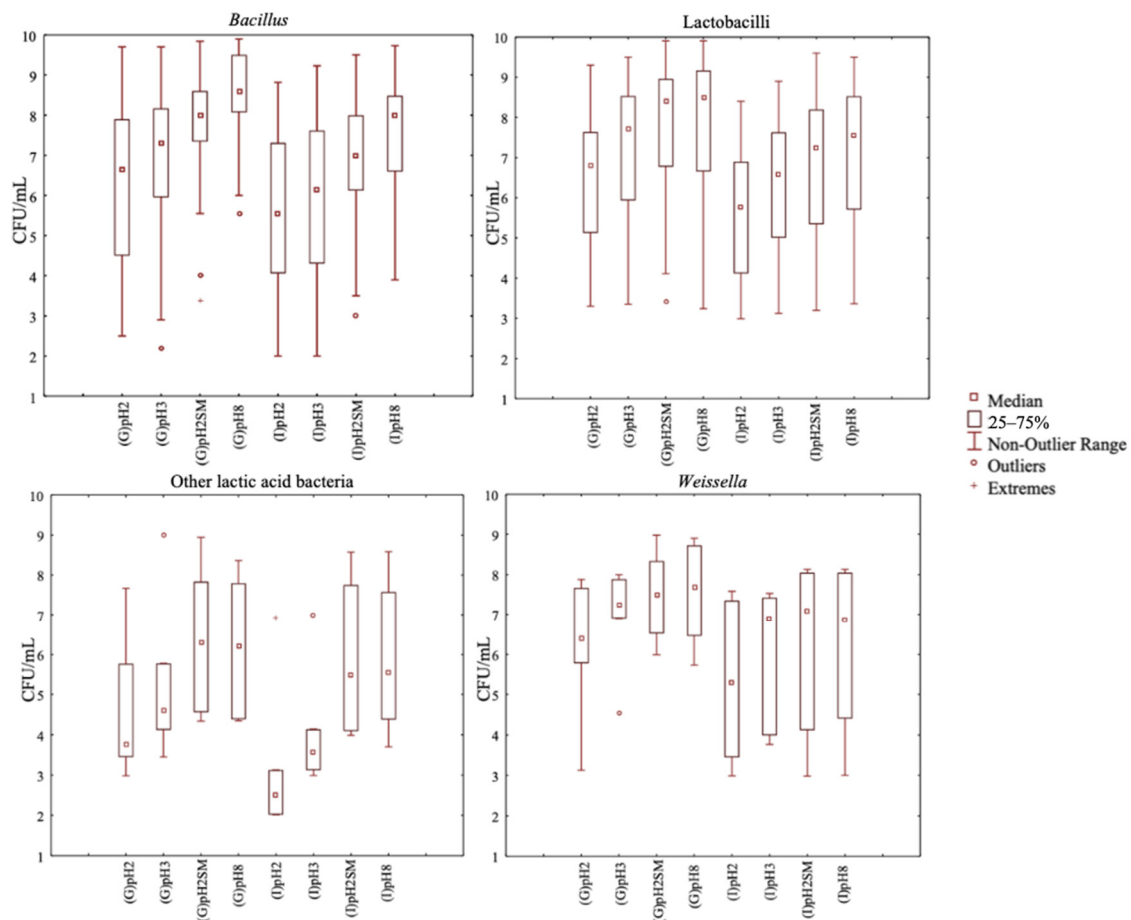 Bacillus
10
9
8
7
6
5
4
3
2
1
CFU/mL
(G)pH2
(G)pH3
(G)pH2SM
(G)pH8
(I)pH2
(I)pH3
(I)pH2SM
(I)pH8
Lactobacilli
10
9
8
7
6
5
4
3
2
1
CFU/mL
(G)pH2
(G)pH3
(G)pH2SM
(G)pH8
(I)pH2
(I)pH3
(I)pH2SM
(I)pH8
Median
25–75%
Non-Outlier Range
Outliers
Extremes
Other lactic acid bacteria
10
9
8
7
6
5
4
3
2
1
CFU/mL
(G)pH2
(G)pH3
(G)pH2SM
(G)pH8
(I)pH2
(I)pH3
(I)pH2SM
(I)pH8
Weissella
10
9
8
7
6
5
4
3
2
1
CFU/mL
(G)pH2
(G)pH3
(G)pH2SM
(G)pH8
(I)pH2
(I)pH3
(I)pH2SM
(I)pH8